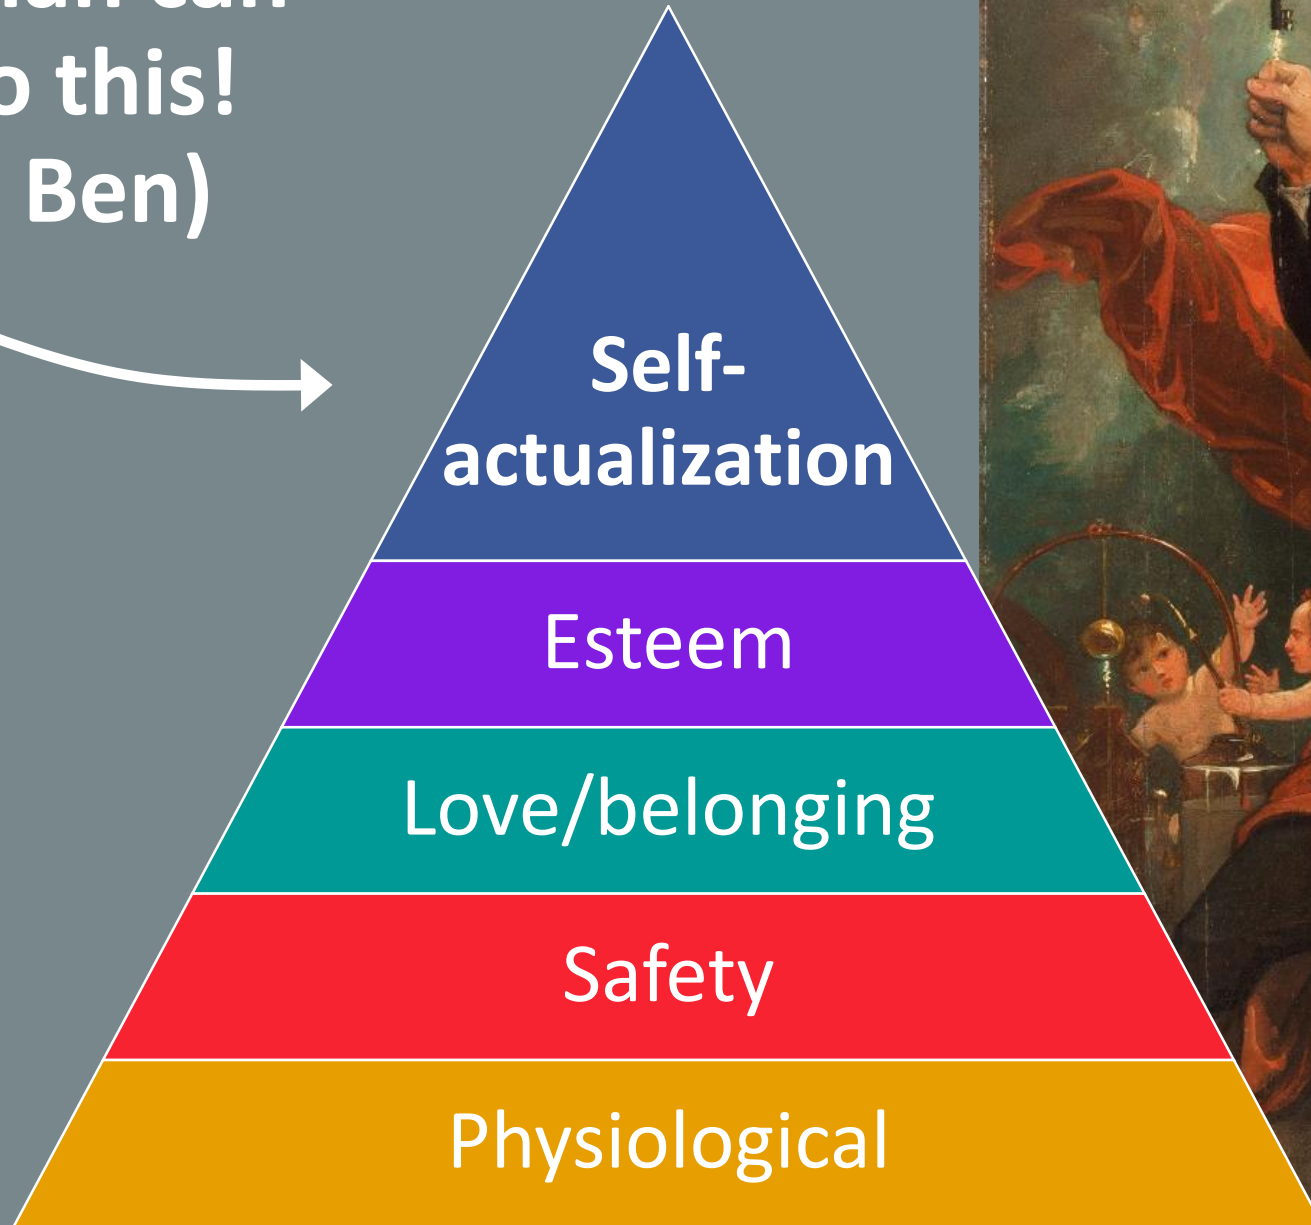 o this!
Ben)
Self-
actualization
Esteem
Love/belonging
Safety
Physiological